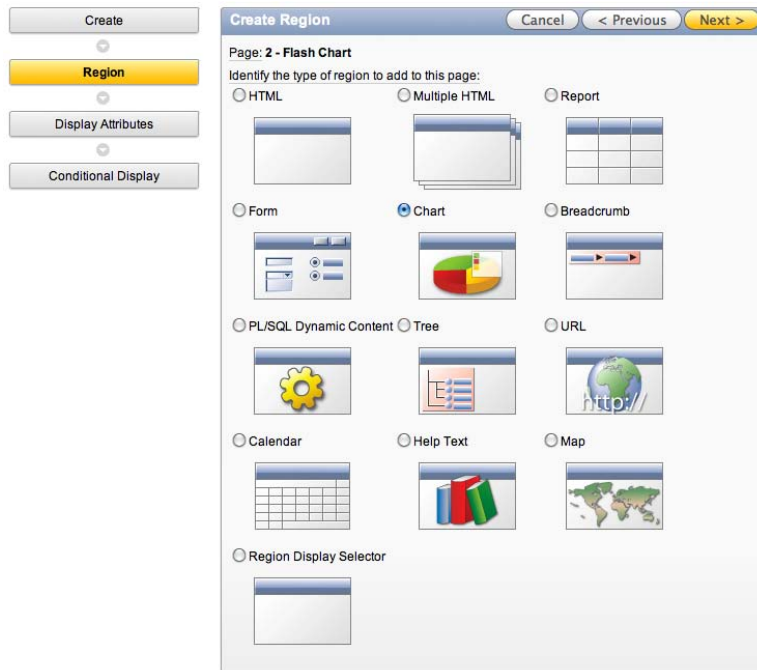 Create
Region
Display Attributes
Conditional Display
Create Region
Cancel
< Previous
Next >
Page: 2 - Flash Chart
Identify the type of region to add to this page:
HTML
Multiple HTML
Report
Form
Chart
Breadcrumb
PL/SQL Dynamic Content
Tree
URL
http://
Calendar
Help Text
Map
Region Display Selector